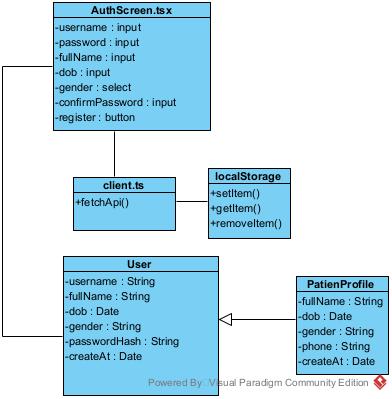 AuthScreen.tsx
-username : input
-password : input
-fullName : input
-dob : input
-gender : select
-confirmPassword : input
-register : button
client.ts
+fetchApi()
localStorage
+setItem()
+getItem()
+removeItem()
User
-username : String
-fullName : String
-dob : Date
-gender : String
-passwordHash : String
-createAt : Date
PatienProfile
-fullName : String
-dob : Date
-gender : String
-phone : String
-createAt : Date
Powered By Visual Paradigm Community Edition